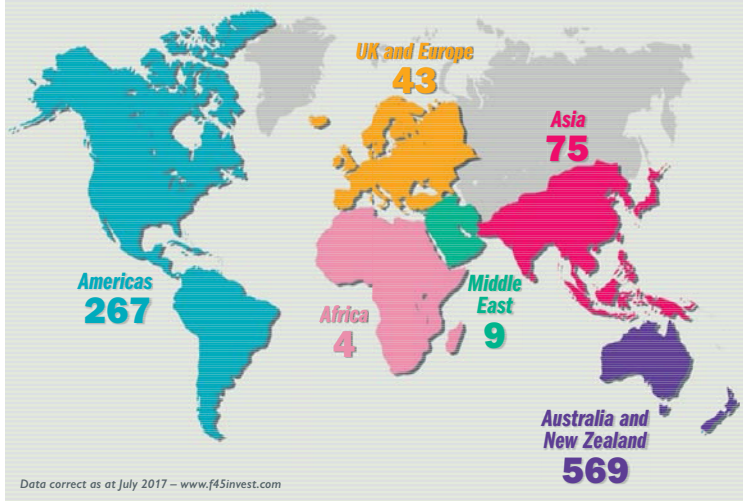 UK and Europe
43
Asia
75
Americas
267
Africa
4
Middle
East
9
Australia and
New Zealand
569
Data correct as at July 2017 – www.f45invest.com